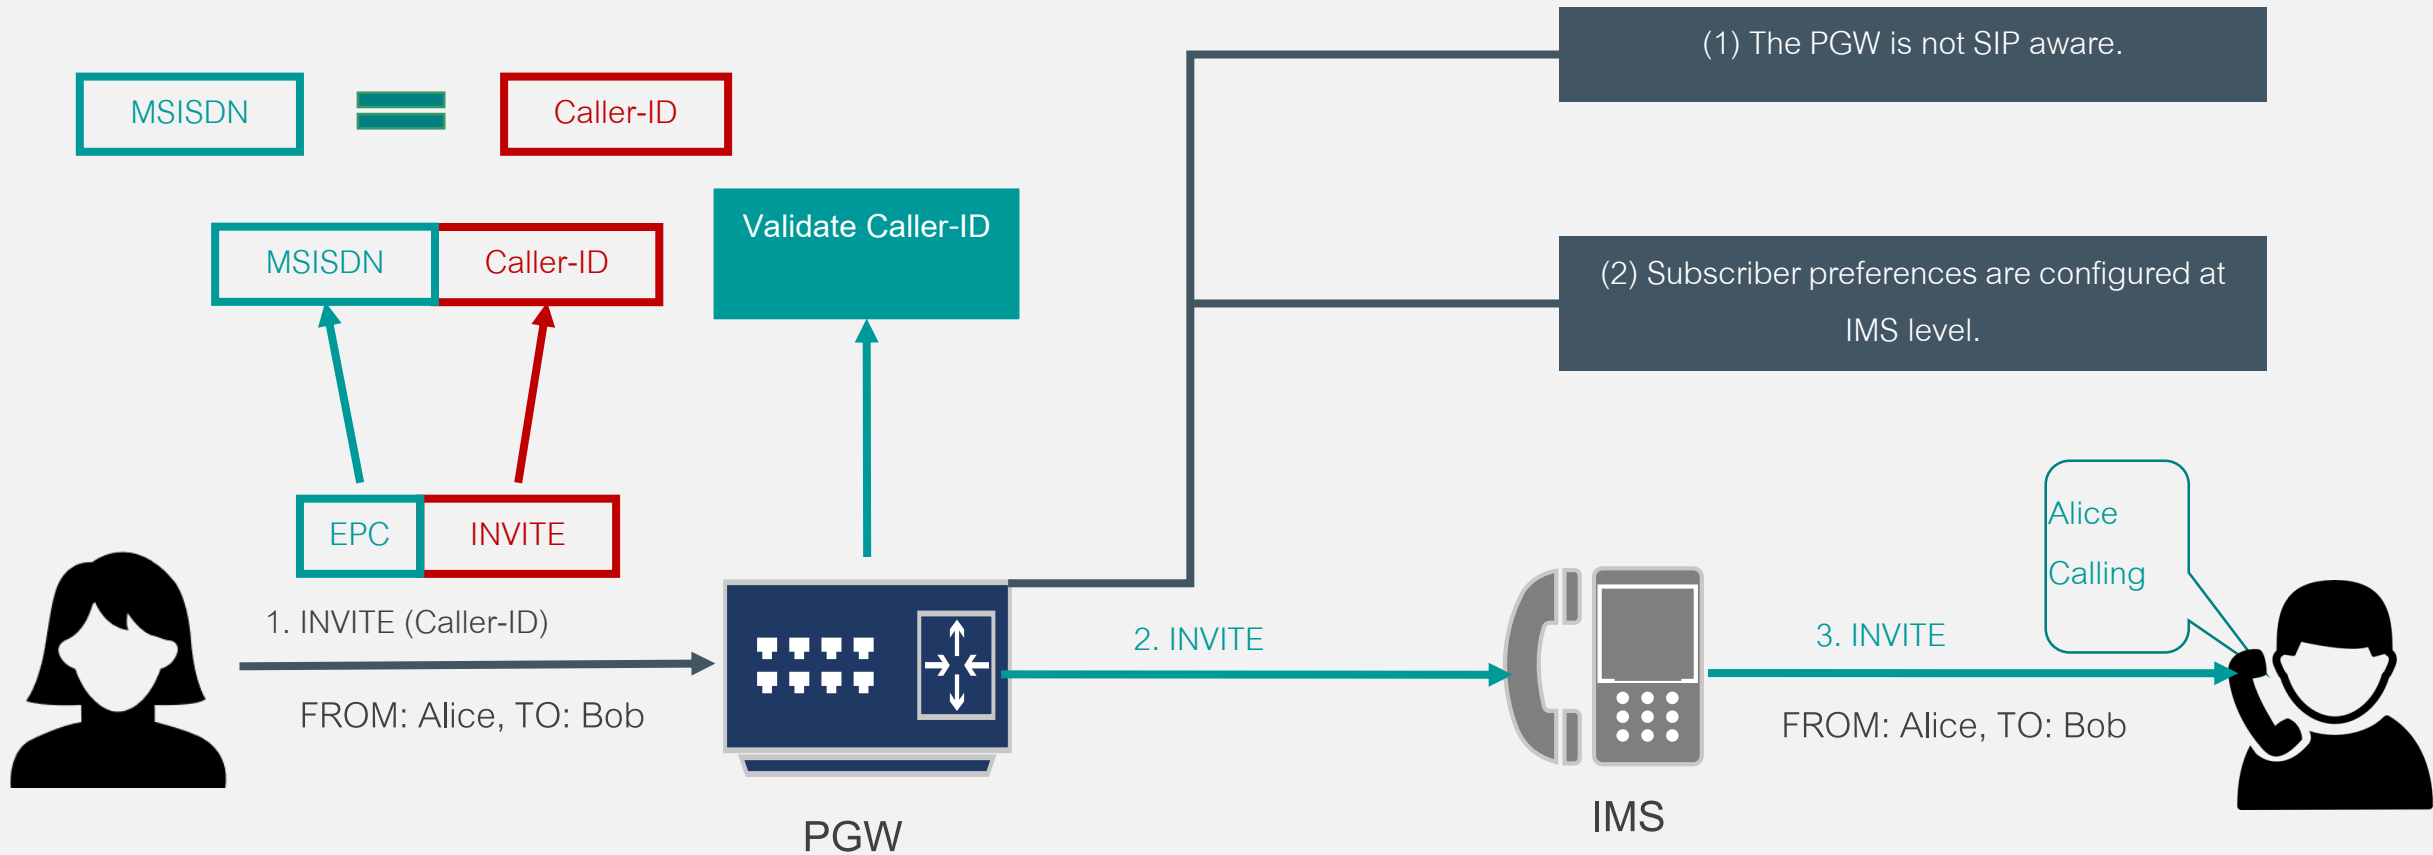 (1) The PGW is not SIP aware.
MSISDN
Caller-ID
Validate Caller-ID
MSISDN
Caller-ID
(2) Subscriber preferences are configured at
IMS level.
EPC
INVITE
Alice
Calling
1. INVITE (Caller-ID)
2. INVITE
3. INVITE
FROM: Alice, TO: Bob
FROM: Alice, TO: Bob
IMS
PGW